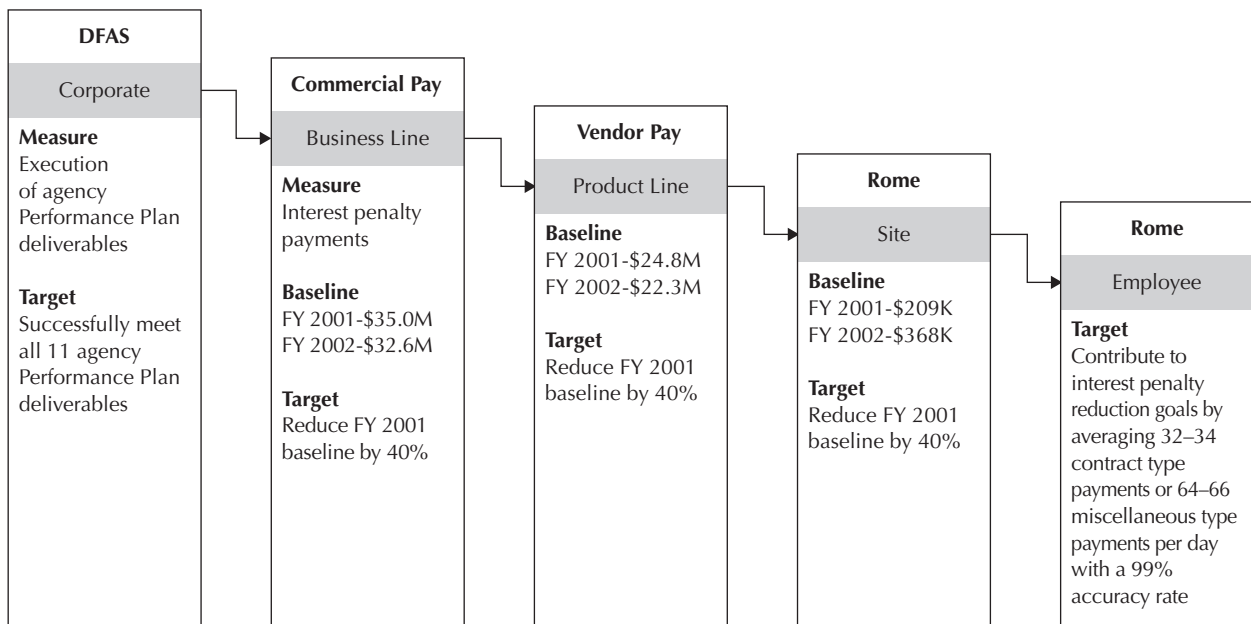 DFAS
Corporate
Measure
Execution
of agency
Performance Plan
deliverables
Target
Successfully meet
all 11 agency
Performance Plan
deliverables
Commercial Pay
Business Line
Measure
Interest penalty
payments
Baseline
FY 2001-$35.0M
FY 2002-$32.6M
Target
Reduce FY 2001
baseline by 40%
Vendor Pay
Product Line
Baseline
FY 2001-$24.8M
FY 2002-$22.3M
Target
Reduce FY 2001
baseline by 40%
Rome
Site
Baseline
FY 2001-$209K
FY 2002-$368K
Target
Reduce FY 2001
baseline by 40%
Rome
Employee
Target
Contribute to
interest penalty
reduction goals by
averaging 32–34
contract type
payments or 64–66
miscellaneous type
payments per day
with a 99%
accuracy rate